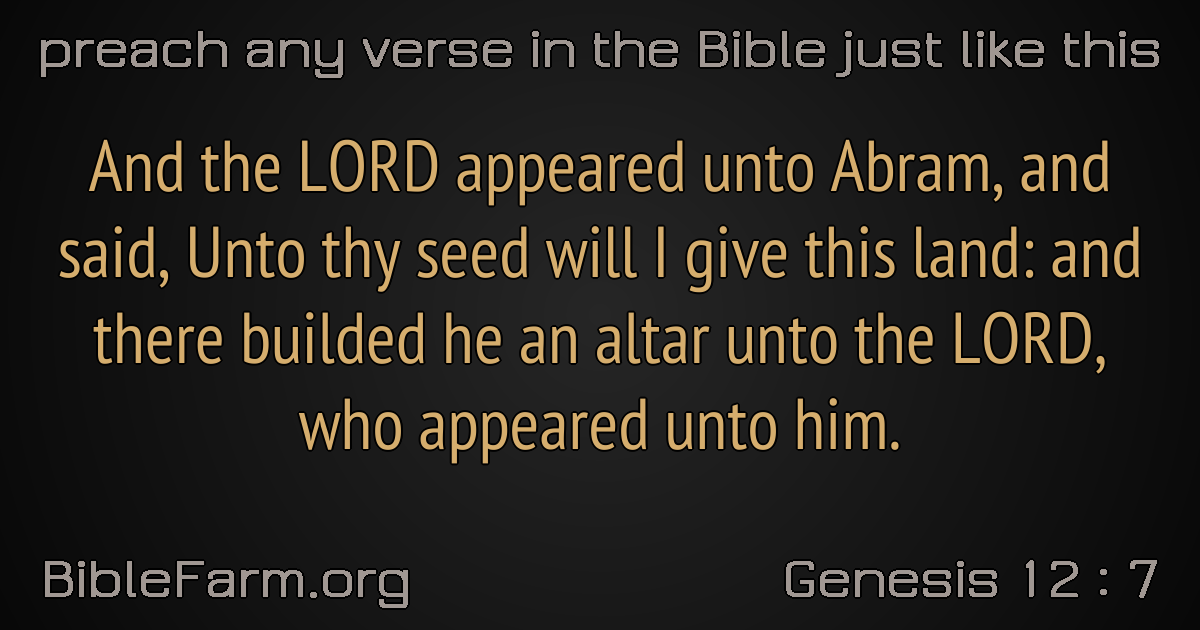 preach any verse in the Bible just like this
And the LORD appeared unto Abram, and
said, Unto thy seed will I give this land: and
there builded he an altar unto the LORD,
who appeared unto him.
BibleFarm.org
Genesis 12 : 7